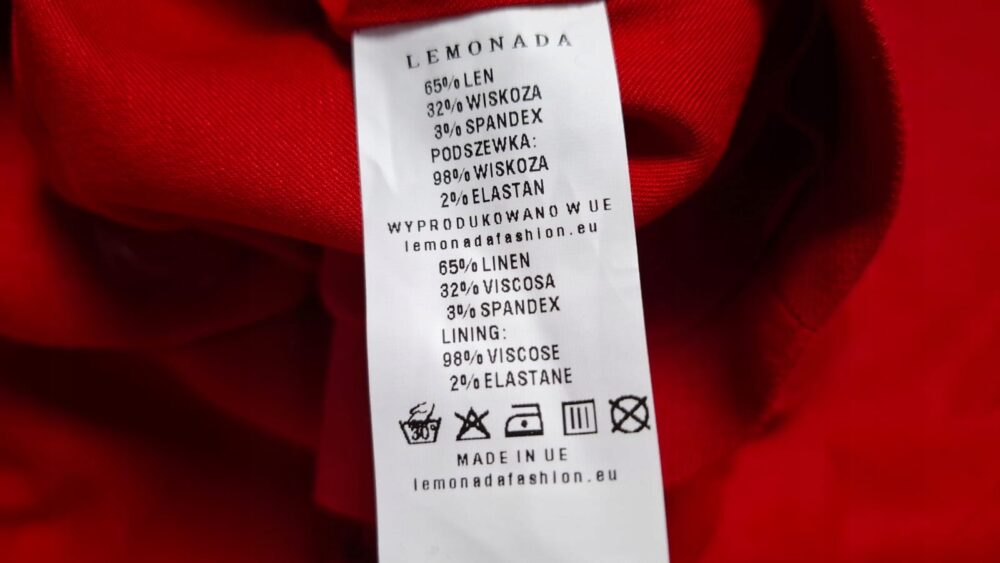 LEMONADA
65% LEN
32% WISKOZA
3% SPANDEX
PODSZEWKA:
98% WISKOZA
2% ELASTAN
WYPRODUKOWANO W UE
lemonadafashion.eu
65% LINEN
32% VISCOSA
3% SPANDEX
LINING:
98% VISCOSE
2% ELASTANE
30°
MADE IN UE
lemonadafashion.eu